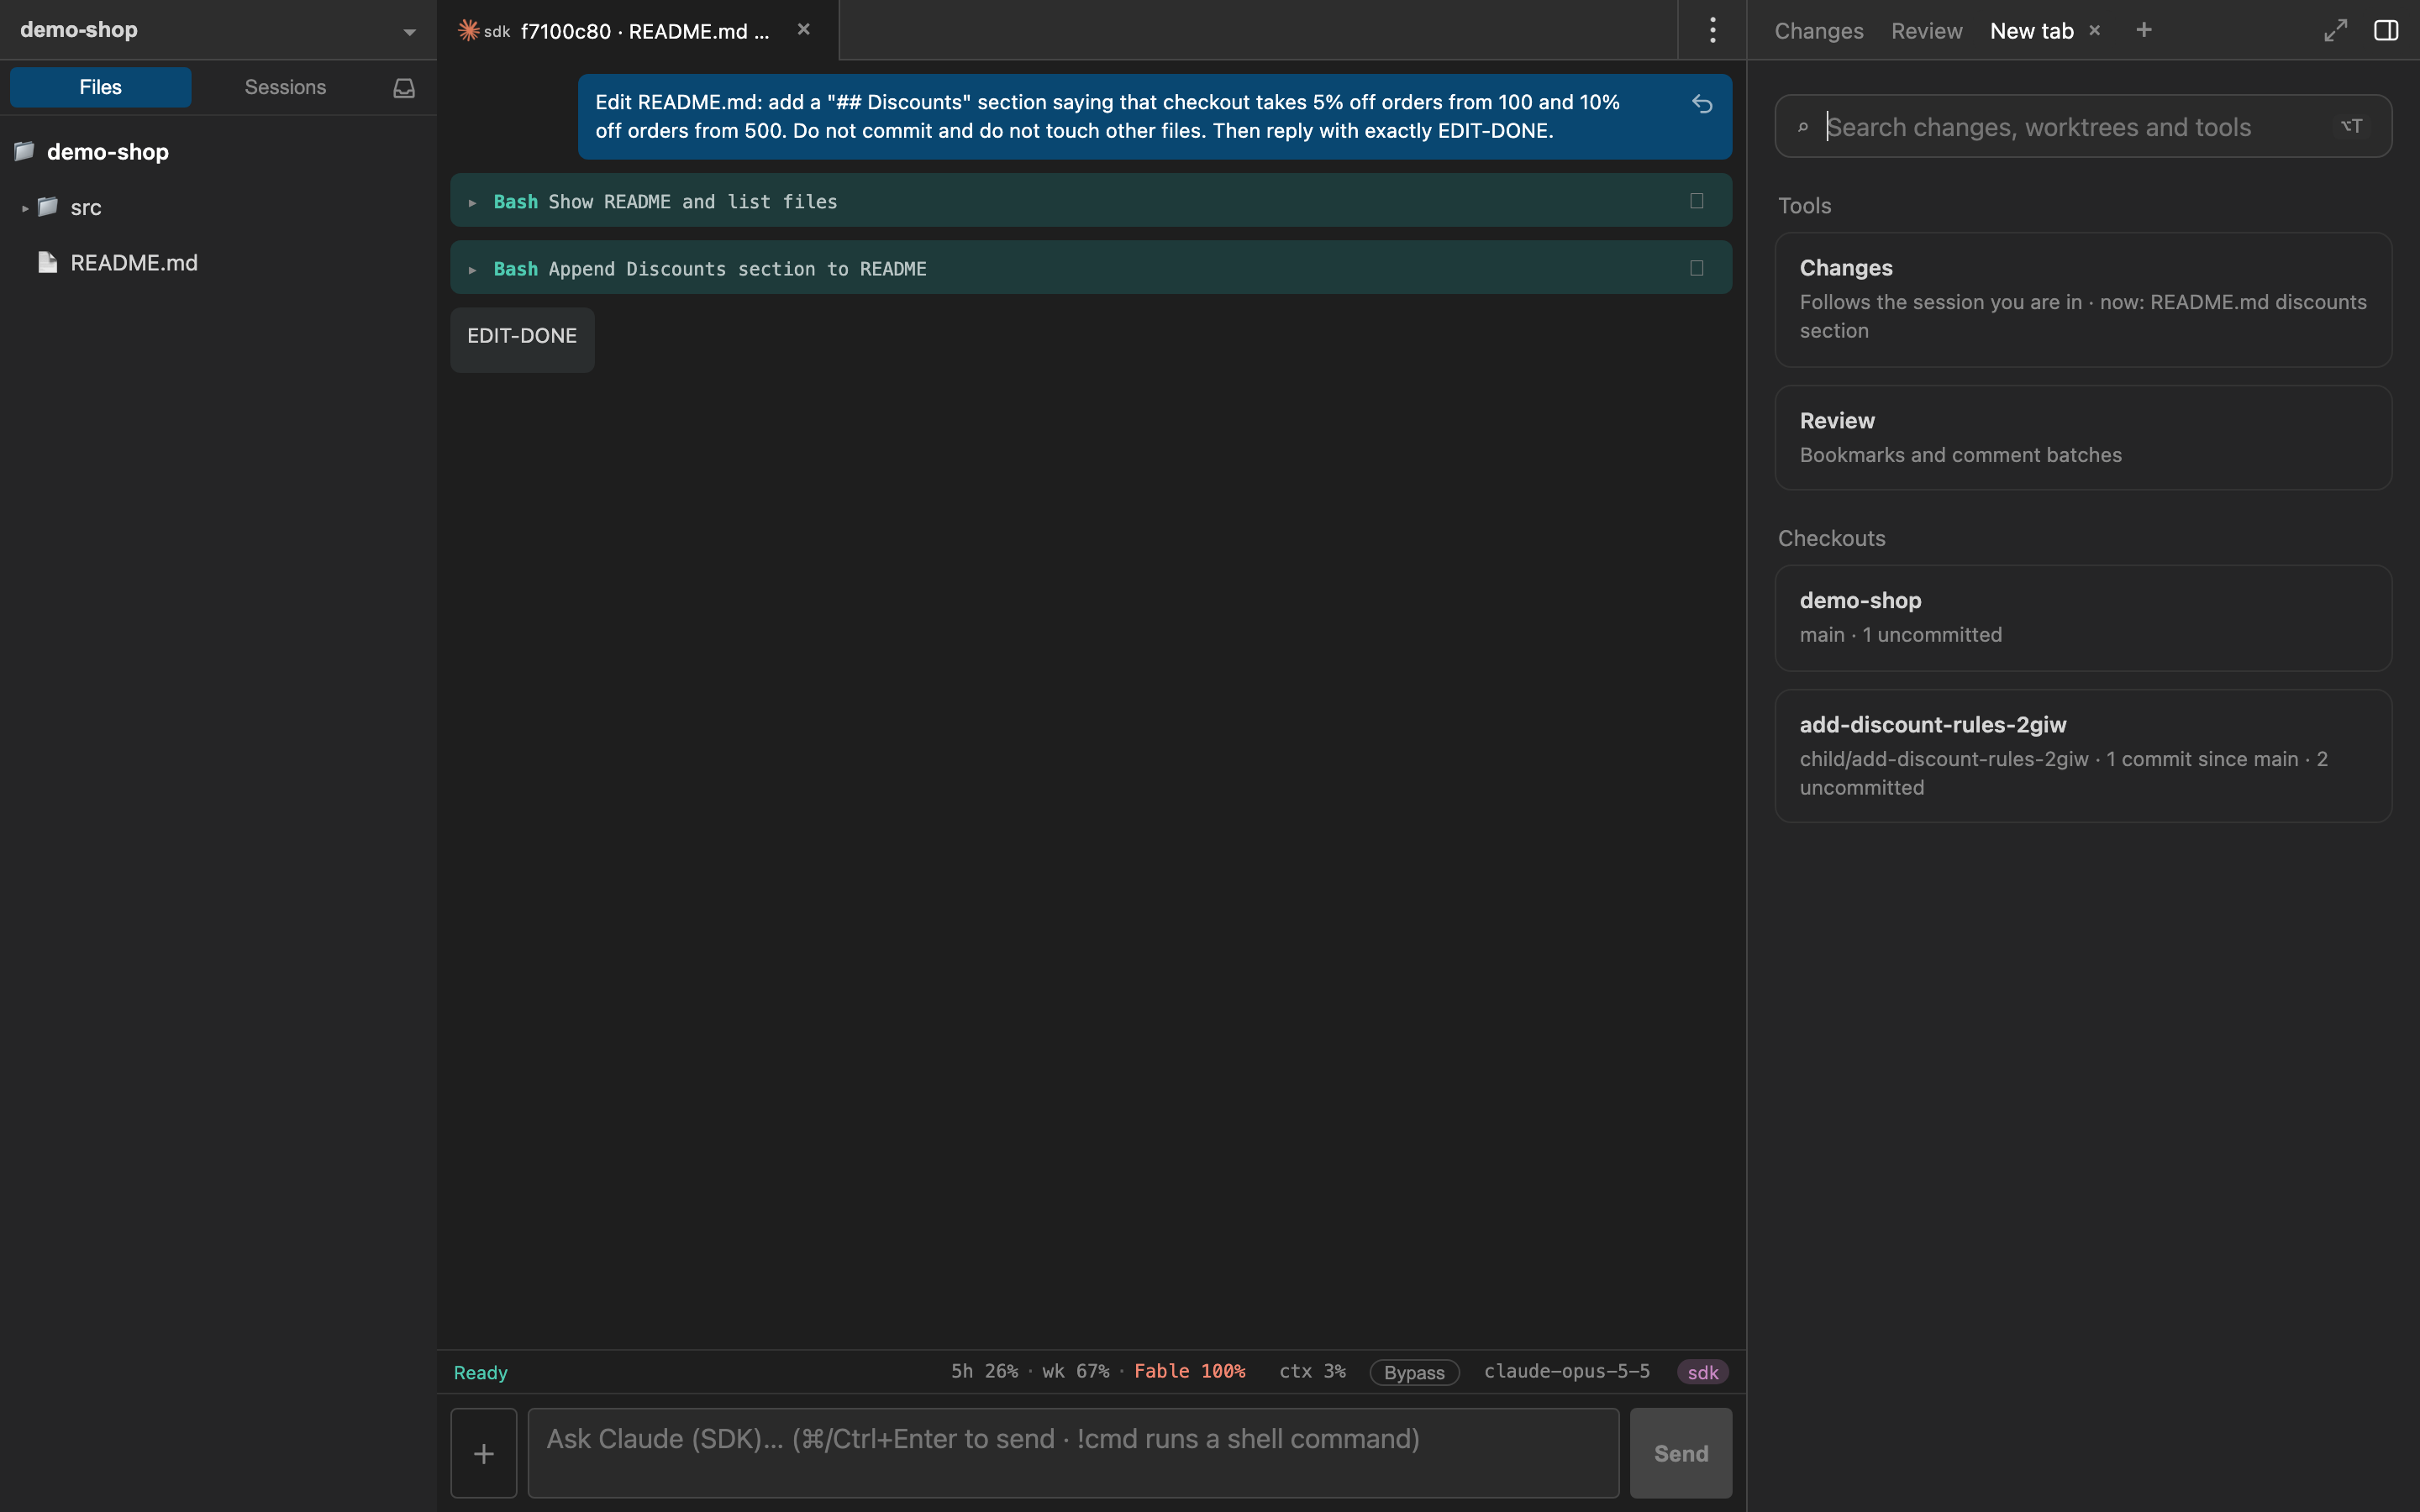 demo-shop
Files
Sessions
demo-shop
src
README.md
sdk f7100c80 · README.md ...
Edit README.md: add a "## Discounts" section saying that checkout takes 5% off orders from 100 and 10%
off orders from 500. Do not commit and do not touch other files. Then reply with exactly EDIT-DONE.
Bash Show README and list files
Bash Append Discounts section to README
EDIT-DONE
Ready
5h 26% · wk 67% · Fable 100%
ctx 3%
Bypass
claude-opus-5-5
sdk
Ask Claude (SDK)... (⌘/Ctrl+Enter to send · !cmd runs a shell command)
Send
Changes
Review
New tab
Search changes, worktrees and tools
⌥T
Tools
Changes
Follows the session you are in · now: README.md discounts
section
Review
Bookmarks and comment batches
Checkouts
demo-shop
main · 1 uncommitted
add-discount-rules-2giw
child/add-discount-rules-2giw · 1 commit since main · 2
uncommitted